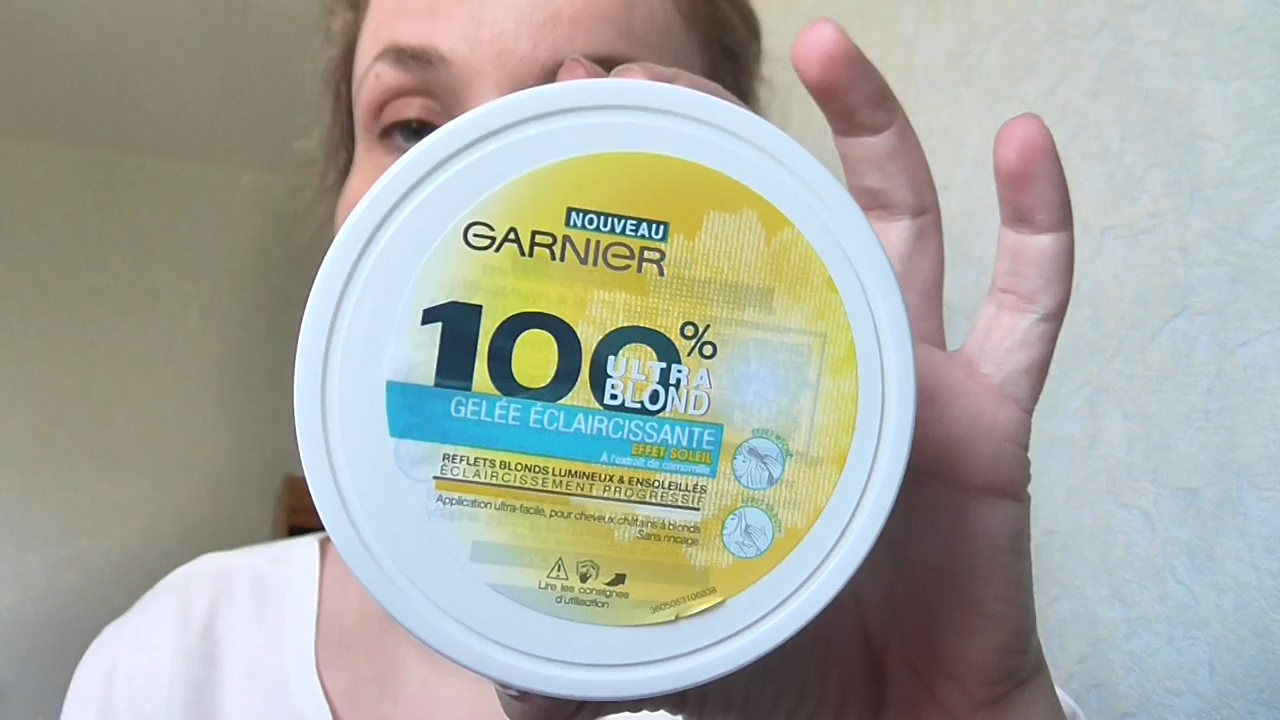 NOUVEAU
GARNIER
100%
ULTRA
BLOND
GELÉE ÉCLAIRCISSANTE
EFFET SOLEIL
À l'extrait de camomille
REFLETS BLONDS LUMINEUX & ENSOLEILLÉS
ÉCLAIRCISSEMENT PROGRESSIF
Application ultra-facile, pour cheveux châtains à blonds
Sans rinçage
Lire les consignes
d'utilisation